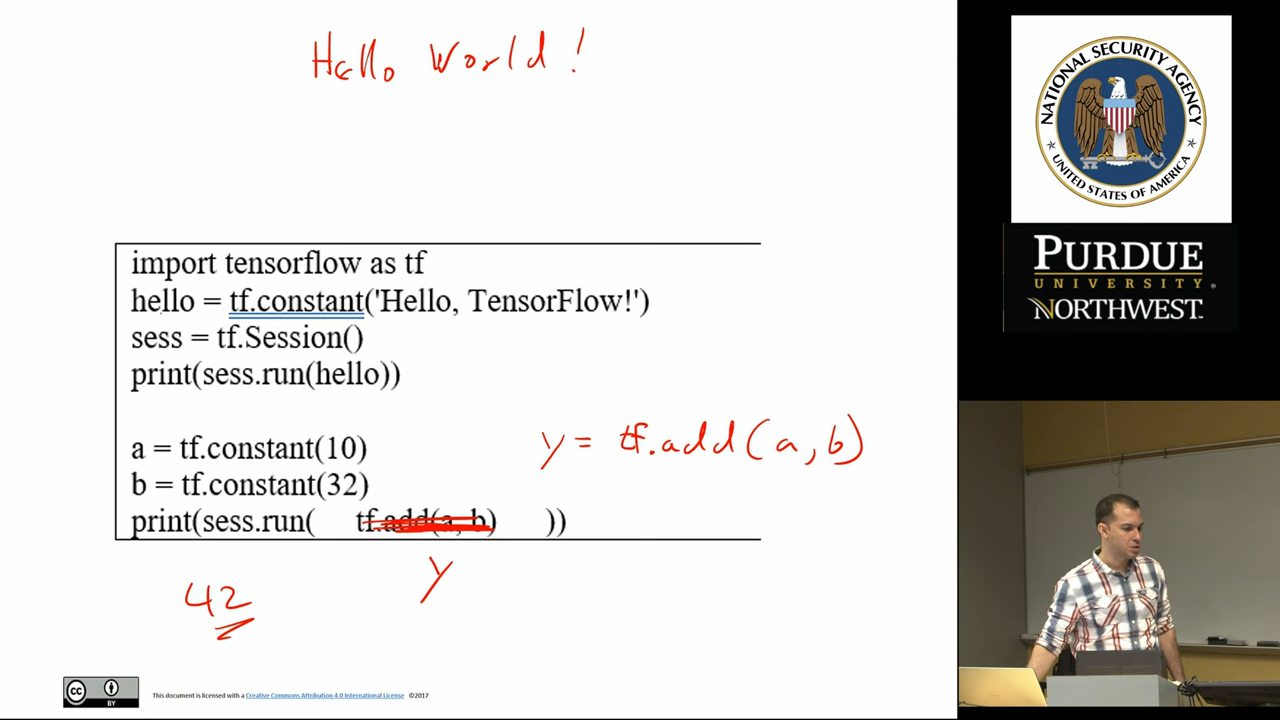 Hello World!
import tensorflow as tf
hello = tf.constant('Hello, TensorFlow!')
sess = tf.Session()
print(sess.run(hello))
a = tf.constant(10)
b = tf.constant(32)
print(sess.run( tf.add(a, b) ))
y = tf.add(a, b)
y
42
CC BY
This document is licensed with a Creative Commons Attribution 4.0 International License ©2017
NATIONAL SECURITY AGENCY
UNITED STATES OF AMERICA
PURDUE
UNIVERSITY
NORTHWEST